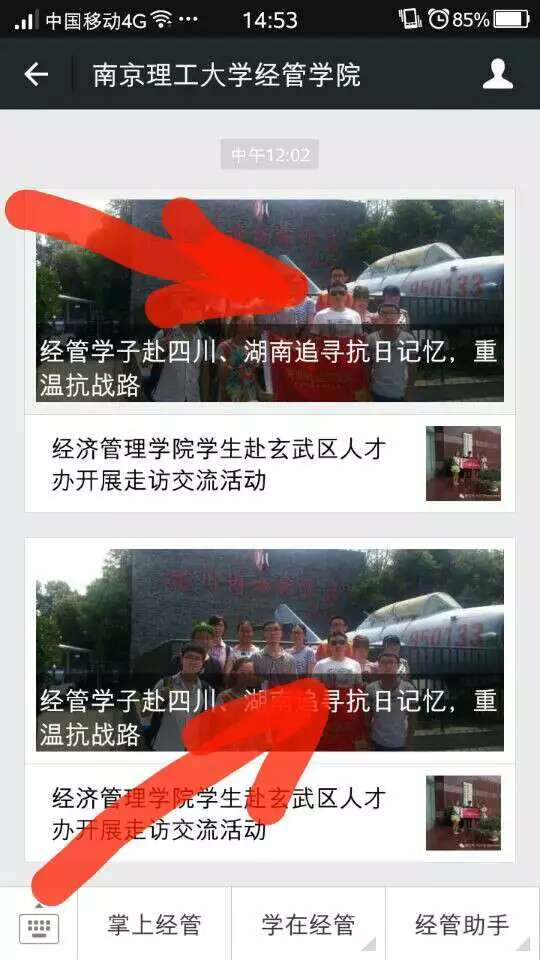 中国移动4G
14:53
85%
南京理工大学经管学院
中午12:02
950133
经管学子赴四川、湖南追寻抗日记忆，重
温抗战路
经济管理学院学生赴玄武区人才
办开展走访交流活动
950133
经管学子赴四川、湖南追寻抗日记忆，重
温抗战路
经济管理学院学生赴玄武区人才
办开展走访交流活动
掌上经管
学在经管
经管助手